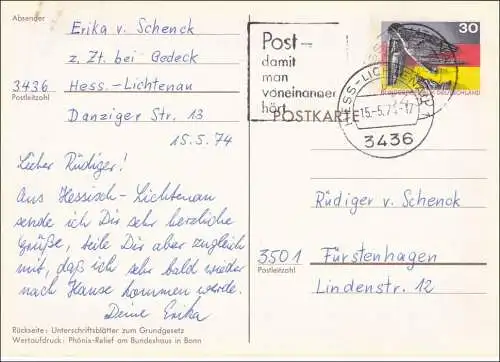 Absender
Erika v. Schenck
z. Zt. bei Gedeck
3436 Hess.-Lichtenau
Postleitzahl
Danziger Str. 13
15.5.74
Lieber Rüdiger!
Aus Hessisch-Lichtenau
sende ich Dir sehr herzliche
Grüße, teile Dir aber zugleich
mit, daß ich sehr bald wieder
nach Hause kommen werde.
Deine Erika
Rückseite: Unterschriftsblätter zum Grundgesetz
Wertaufdruck: Phönix-Relief am Bundeshaus in Bonn
Post-
damit
man
voneinander
hört
POSTKARTE
30
DEUTSCHLAND
HESS-LICHTENAU
15.-5.74-17
3436
Rüdiger v. Schenck
3501 Fürstenhagen
Postleitzahl
Lindenstr. 12